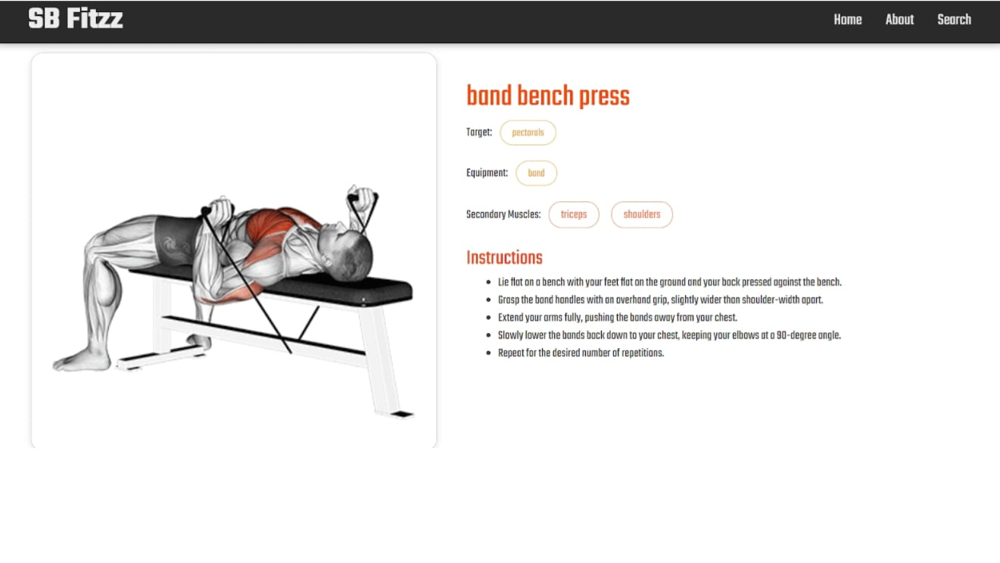 SB Fitzz
Home About Search
band bench press
Target: pectorals
Equipment: band
Secondary Muscles: triceps shoulders
Instructions
Lie flat on a bench with your feet flat on the ground and your back pressed against the bench.
Grasp the band handles with an overhand grip, slightly wider than shoulder-width apart.
Extend your arms fully, pushing the bands away from your chest.
Slowly lower the bands back down to your chest, keeping your elbows at a 90-degree angle.
Repeat for the desired number of repetitions.